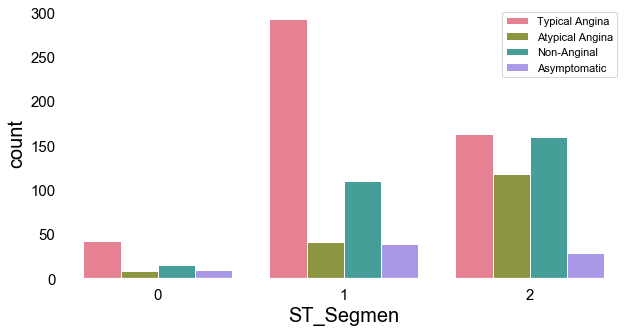 300
250
200
150
100
50
0
count
Typical Angina
Atypical Angina
Non-Anginal
Asymptomatic
0 1 2
ST_Segmen